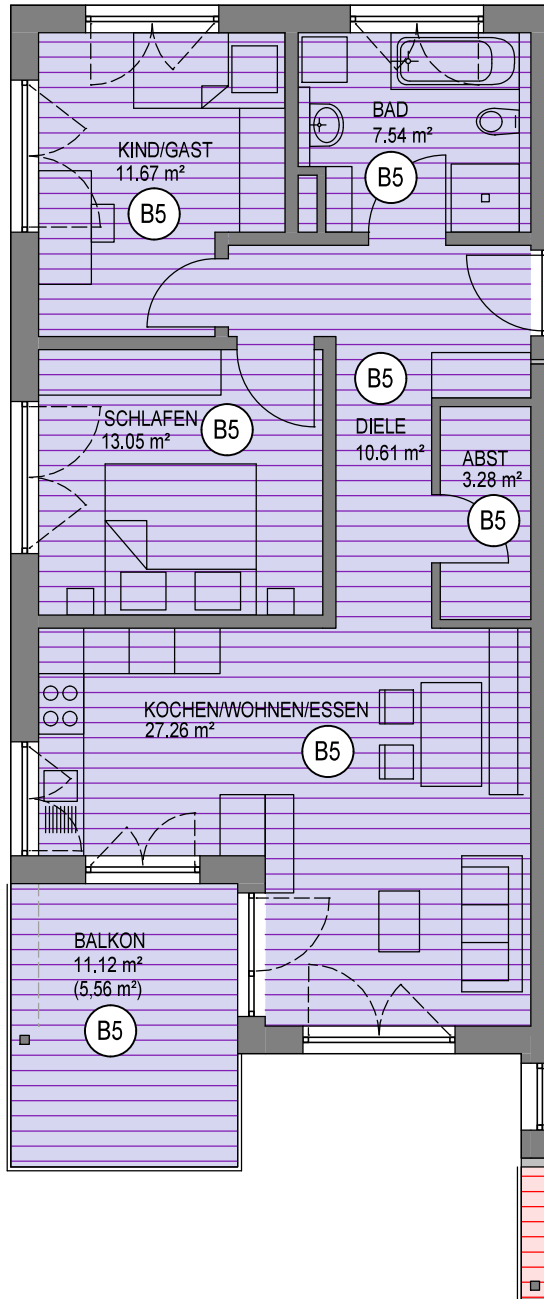 BAD
7.54 m²
B5
KIND/GAST
11.67 m²
B5
B5
DIELE
10.61 m²
SCHLAFEN
13.05 m²
B5
ABST
3.28 m²
B5
KOCHEN/WOHNEN/ESSEN
27.26 m²
B5
BALKON
11.12 m²
(5,56 m²)
B5